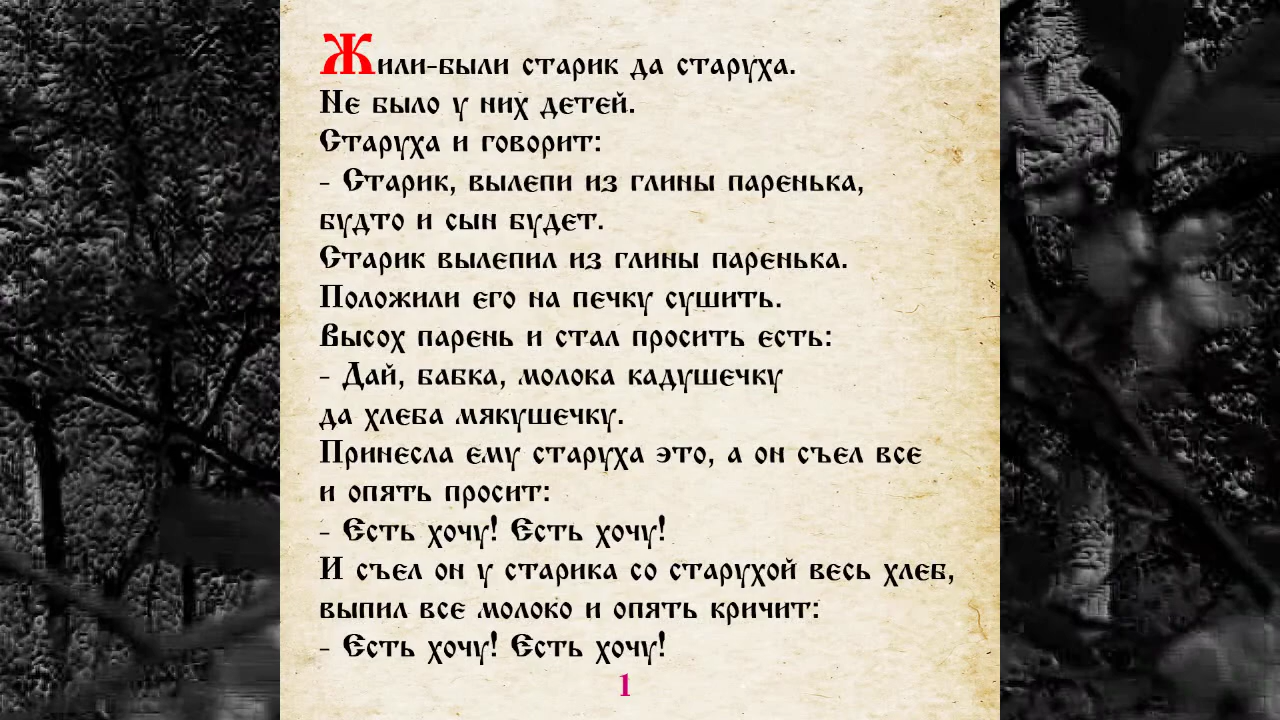 Жили-были старик да старуха.
Не было у них детей.
Старуха и говорит:
- Старик, вылепи из глины паренька,
будто и сын будет.
Старик вылепил из глины паренька.
Положили его на печку сушить.
Высох парень и стал просить есть:
- Дай, бабка, молока кадушечку
да хлеба мякушечку.
Принесла ему старуха это, а он съел все
и опять просит:
- Есть хочу! Есть хочу!
И съел он у старика со старухой весь хлеб,
выпил все молоко и опять кричит:
- Есть хочу! Есть хочу!
1